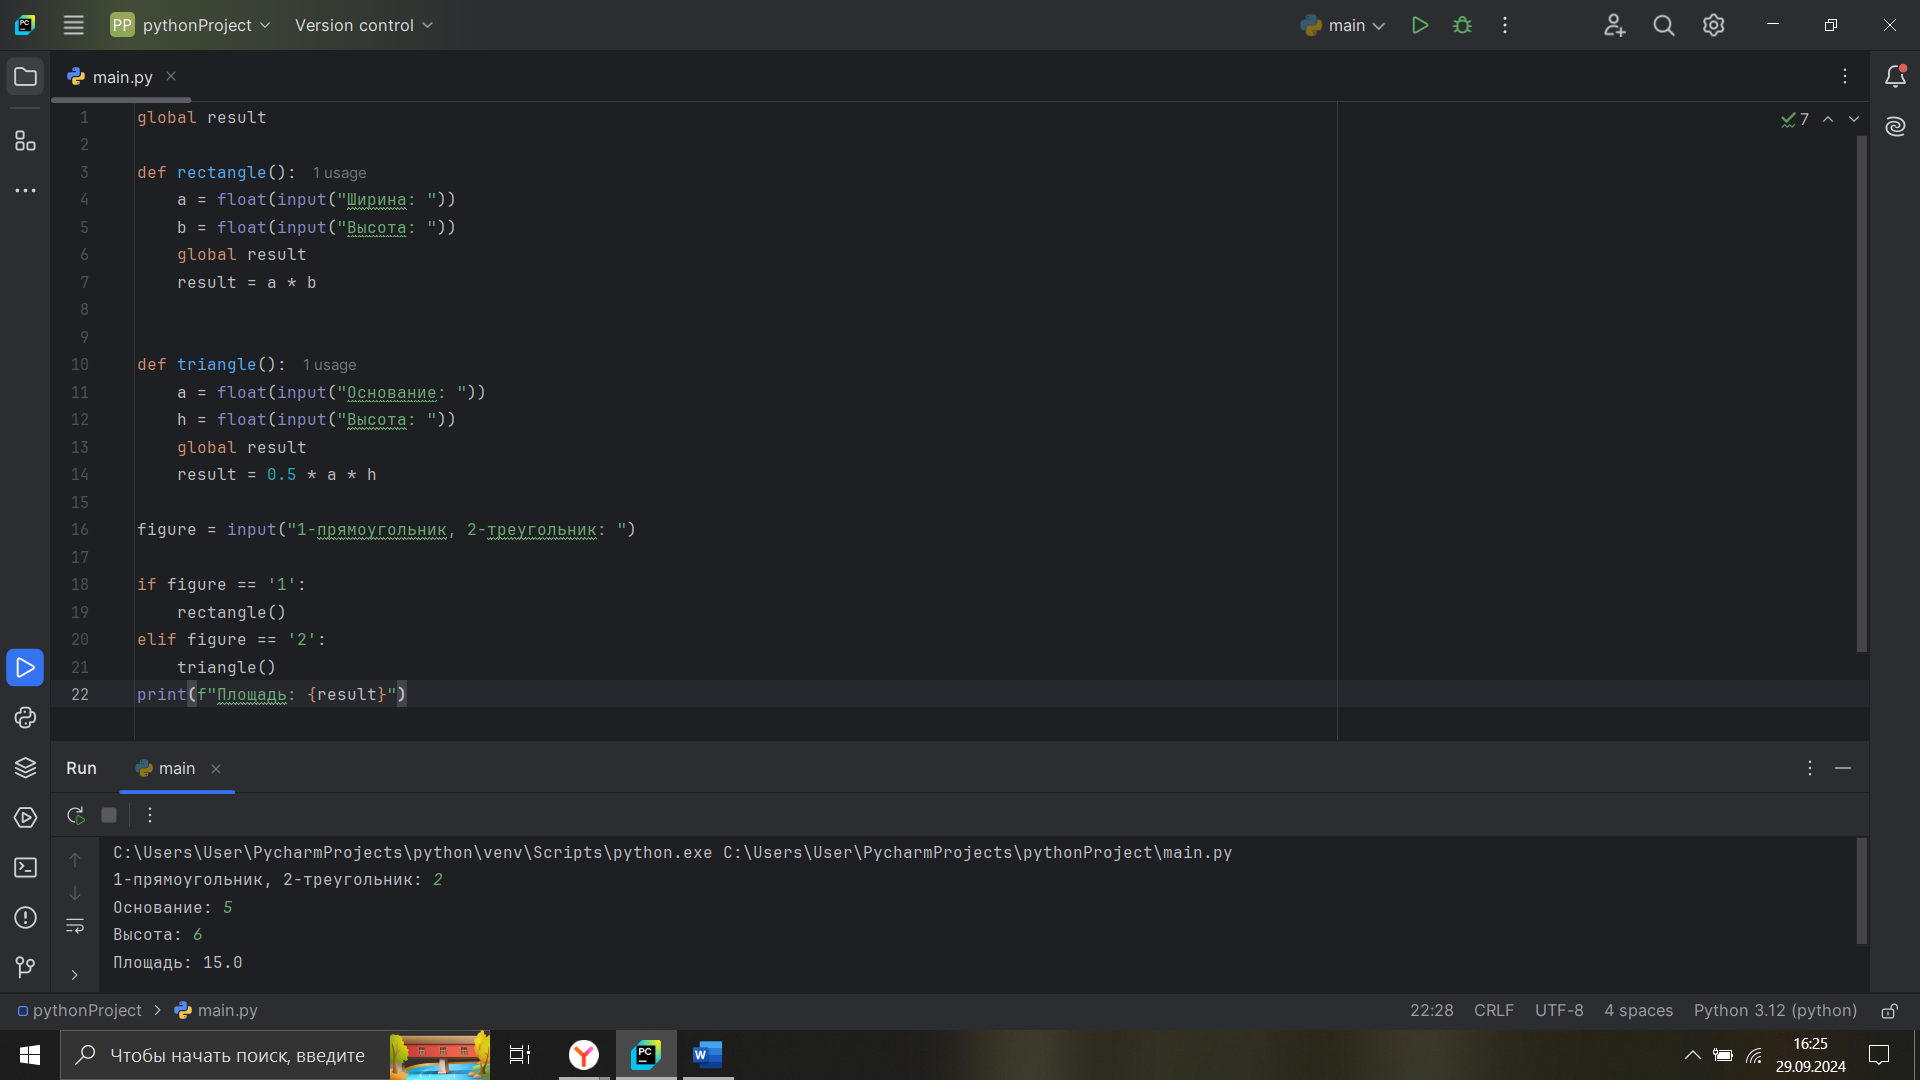 PC
PP pythonProject Version control main
main.py
7
1 global result
2
3 def rectangle(): 1 usage
4 a = float(input("Ширина: "))
5 b = float(input("Высота: "))
6 global result
7 result = a * b
8
9
10 def triangle(): 1 usage
11 a = float(input("Основание: "))
12 h = float(input("Высота: "))
13 global result
14 result = 0.5 * a * h
15
16 figure = input("1-прямоугольник, 2-треугольник: ")
17
18 if figure == '1':
19 rectangle()
20 elif figure == '2':
21 triangle()
22 print(f"Площадь: {result}")
Run main
C:\Users\User\PycharmProjects\python\venv\Scripts\python.exe C:\Users\User\PycharmProjects\pythonProject\main.py
1-прямоугольник, 2-треугольник: 2
Основание: 5
Высота: 6
Площадь: 15.0
pythonProject main.py 22:28 CRLF UTF-8 4 spaces Python 3.12 (python)
Чтобы начать поиск, введите
Y
PC
W
16:25
29.09.2024